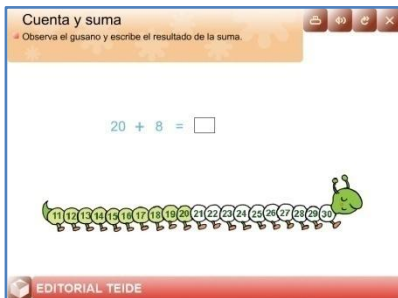 Cuenta y suma
Observa el gusano y escribe el resultado de la suma.
20 + 8 =
11 12 13 14 15 16 17 18 19 20 21 22 23 24 25 26 27 28 29 30
EDITORIAL TEIDE